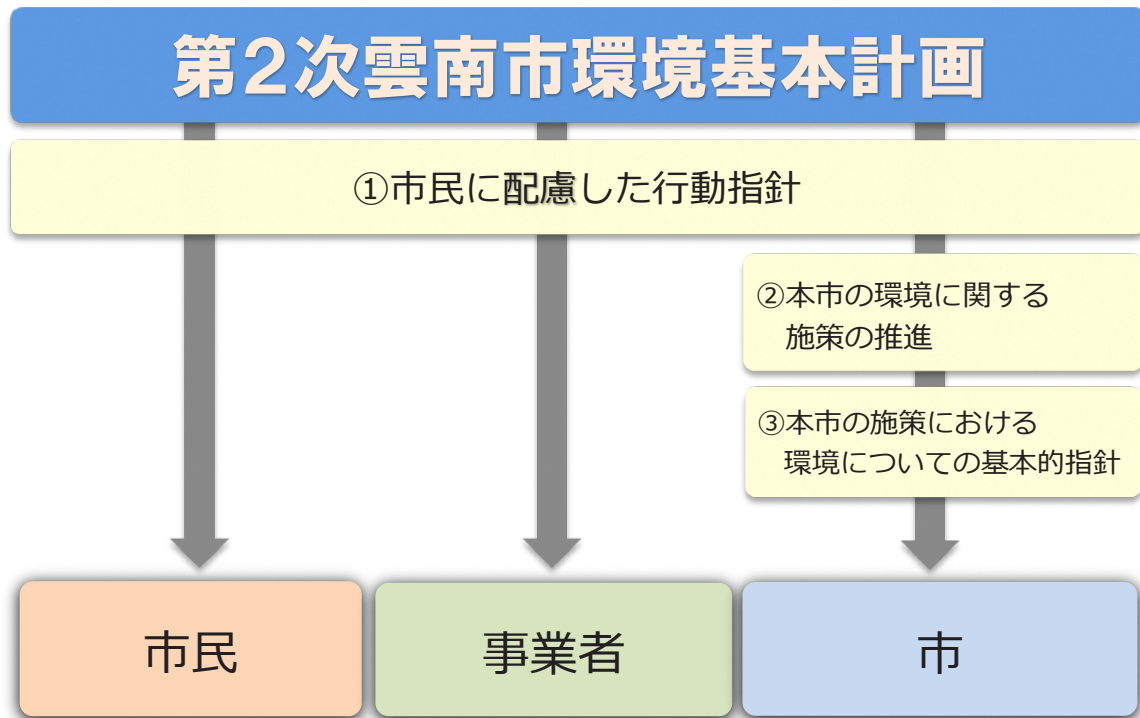 第2次雲南市環境基本計画
①市民に配慮した行動指針
②本市の環境に関する
施策の推進
③本市の施策における
環境についての基本的指針
市民
事業者
市